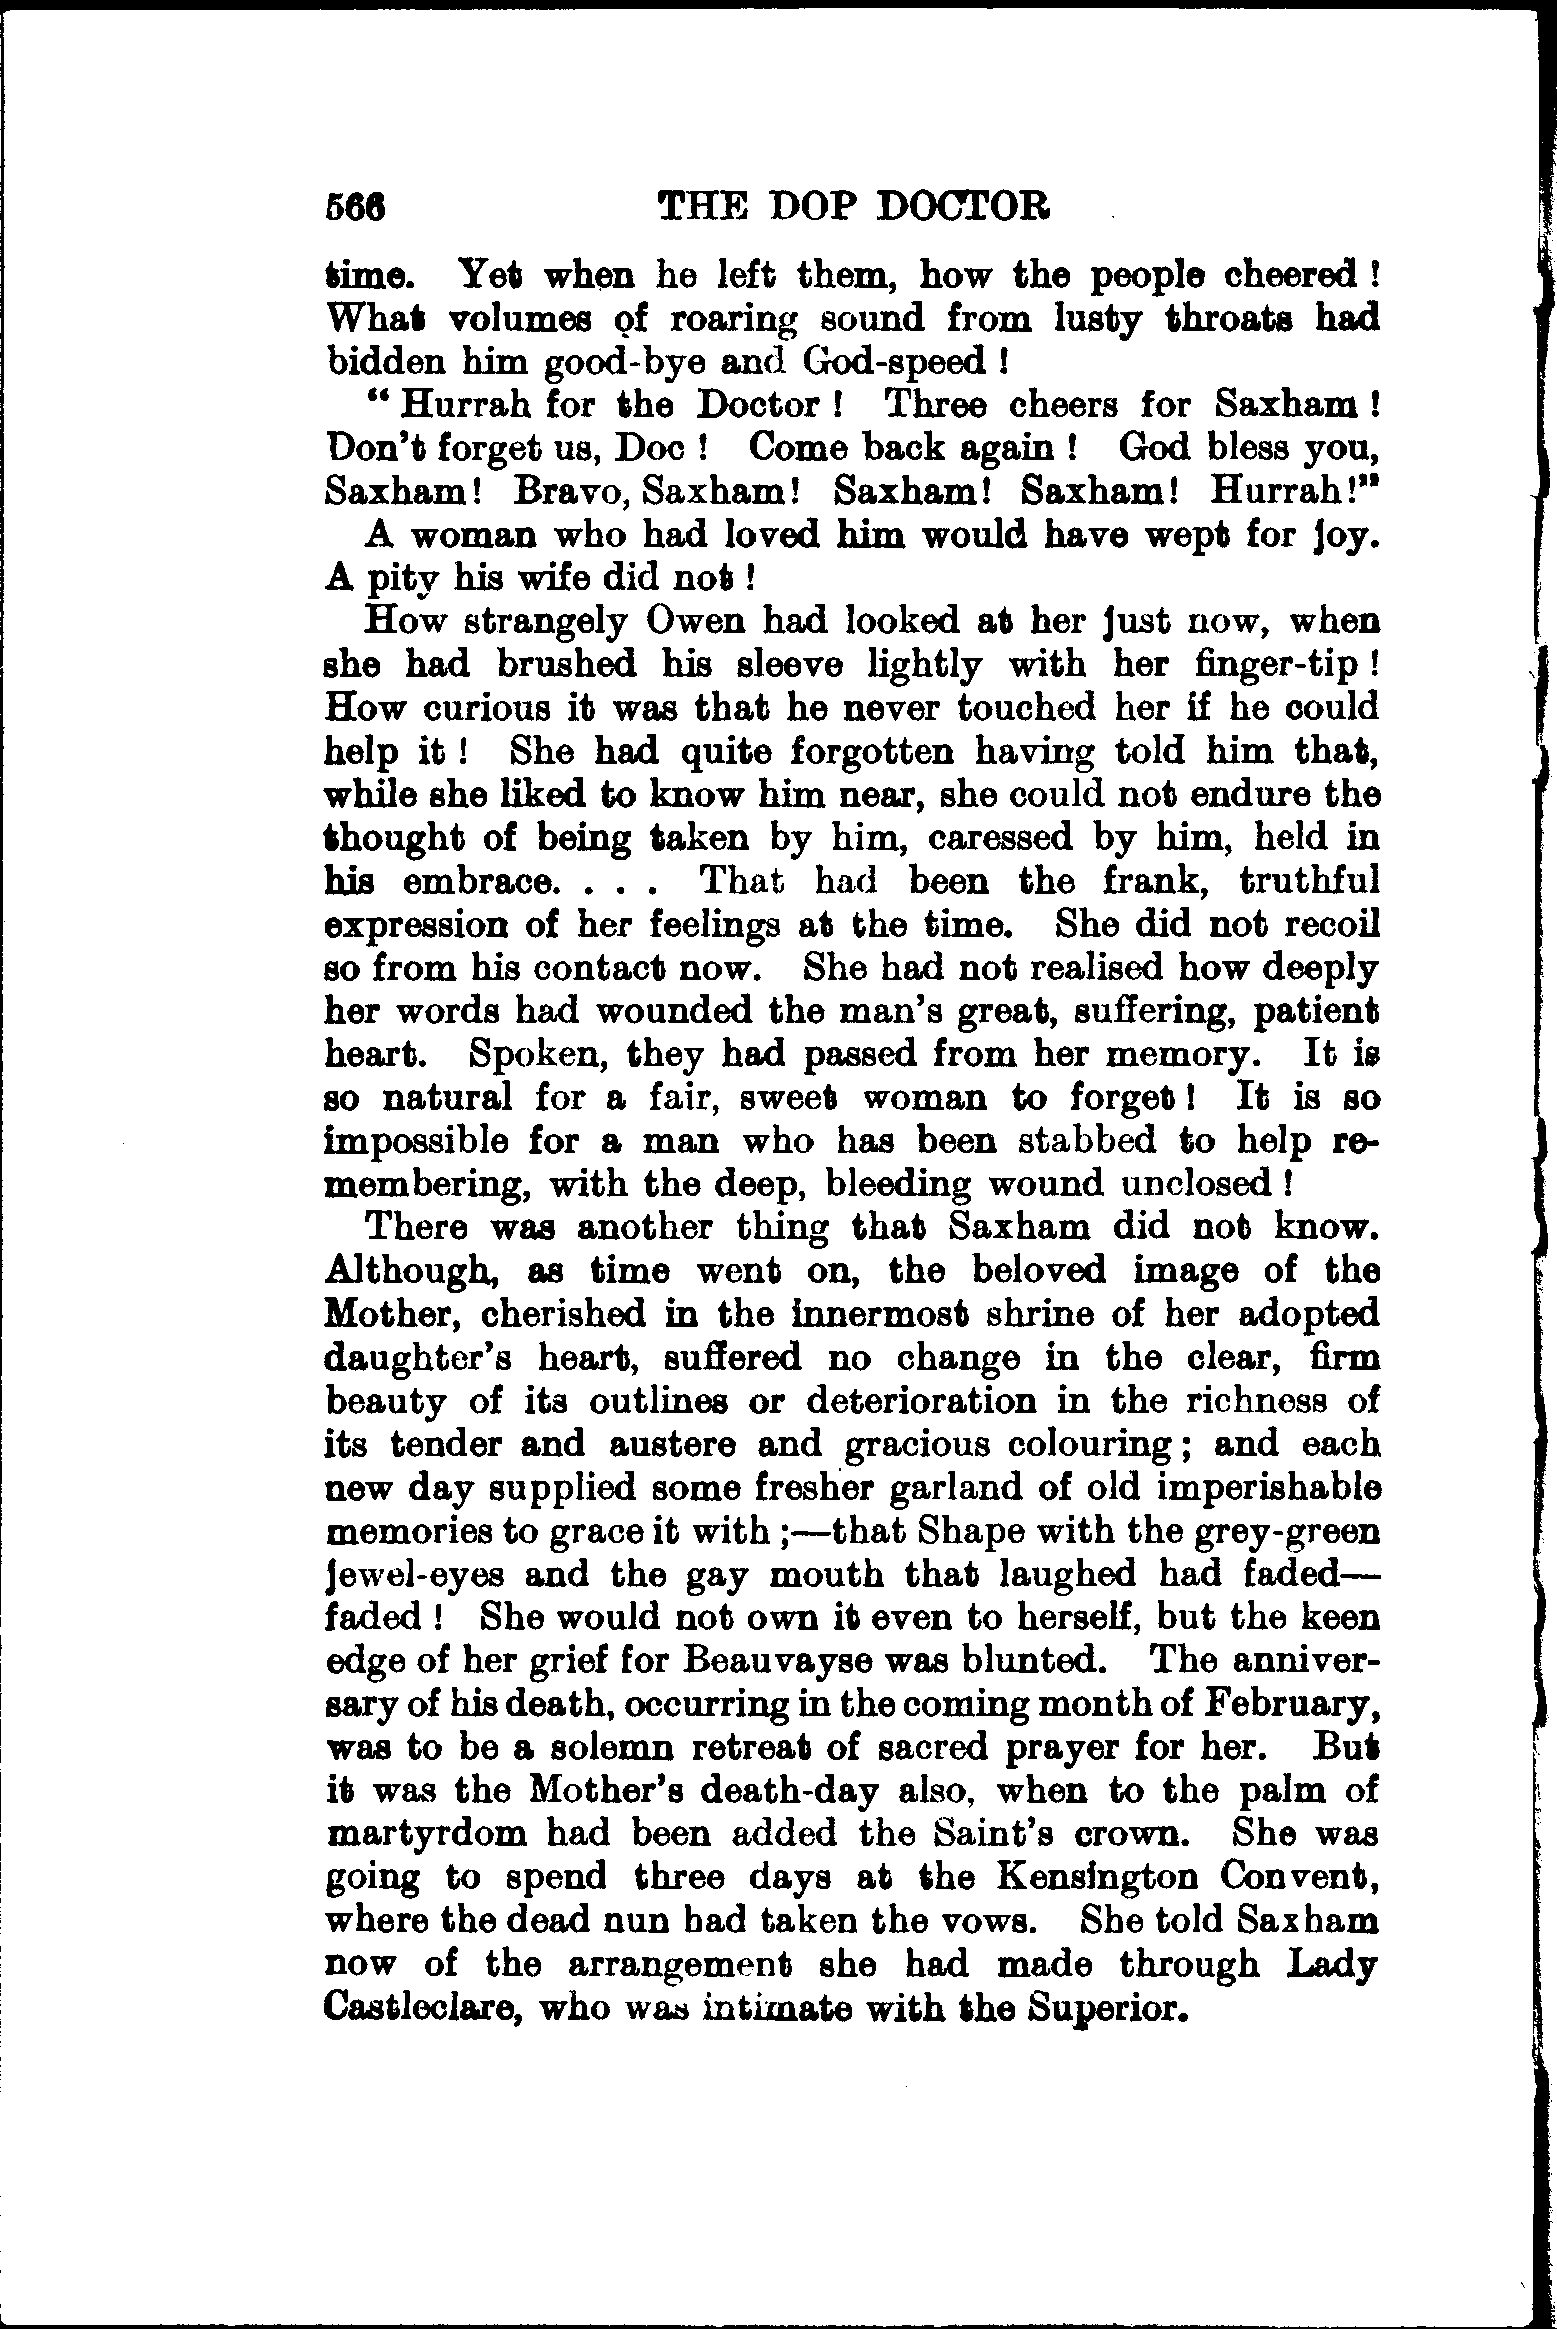 566 THE DOP DOCTOR
time. Yet when he left them, how the people cheered !
What volumes of roaring sound from lusty throats had
bidden him good-bye and God-speed !
“ Hurrah for the Doctor ! Three cheers for Saxham !
Don't forget us, Doc ! Come back again ! God bless you,
Saxham! Bravo, Saxham! Saxham! Saxham! Hurrah!”
A woman who had loved him would have wept for joy.
A pity his wife did not !
How strangely Owen had looked at her just now, when
she had brushed his sleeve lightly with her finger-tip !
How curious it was that he never touched her if he could
help it ! She had quite forgotten having told him that,
while she liked to know him near, she could not endure the
thought of being taken by him, caressed by him, held in
his embrace. . . . That had been the frank, truthful
expression of her feelings at the time. She did not recoil
so from his contact now. She had not realised how deeply
her words had wounded the man's great, suffering, patient
heart. Spoken, they had passed from her memory. It is
so natural for a fair, sweet woman to forget ! It is so
impossible for a man who has been stabbed to help re-
membering, with the deep, bleeding wound unclosed !
There was another thing that Saxham did not know.
Although, as time went on, the beloved image of the
Mother, cherished in the innermost shrine of her adopted
daughter's heart, suffered no change in the clear, firm
beauty of its outlines or deterioration in the richness of
its tender and austere and gracious colouring ; and each
new day supplied some fresher garland of old imperishable
memories to grace it with ;—that Shape with the grey-green
jewel-eyes and the gay mouth that laughed had faded—
faded ! She would not own it even to herself, but the keen
edge of her grief for Beauvayse was blunted. The anniver-
sary of his death, occurring in the coming month of February,
was to be a solemn retreat of sacred prayer for her. But
it was the Mother's death-day also, when to the palm of
martyrdom had been added the Saint's crown. She was
going to spend three days at the Kensington Convent,
where the dead nun had taken the vows. She told Saxham
now of the arrangement she had made through Lady
Castleclare, who was intimate with the Superior.